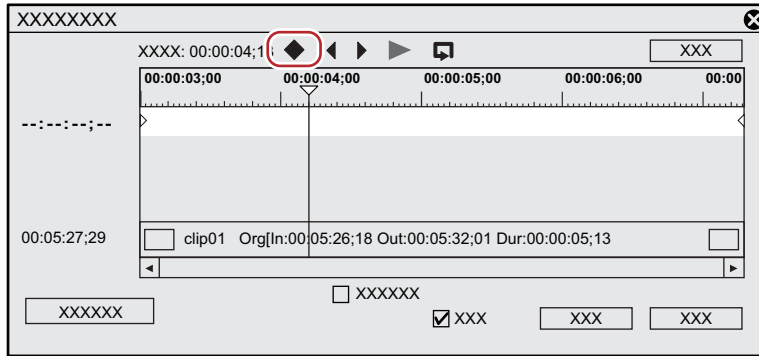 XXXXXXXX
XXXX: 00:00:04;18
XXX
00:00:03;00 00:00:04;00 00:00:05;00 00:00:06;00 00:00
--:--:--;--
00:05:27;29 clip01 Org[In:00:05:26;18 Out:00:05:32;01 Dur:00:00:05;13
XXXXXX
XXXXXX
XXX XXX XXX